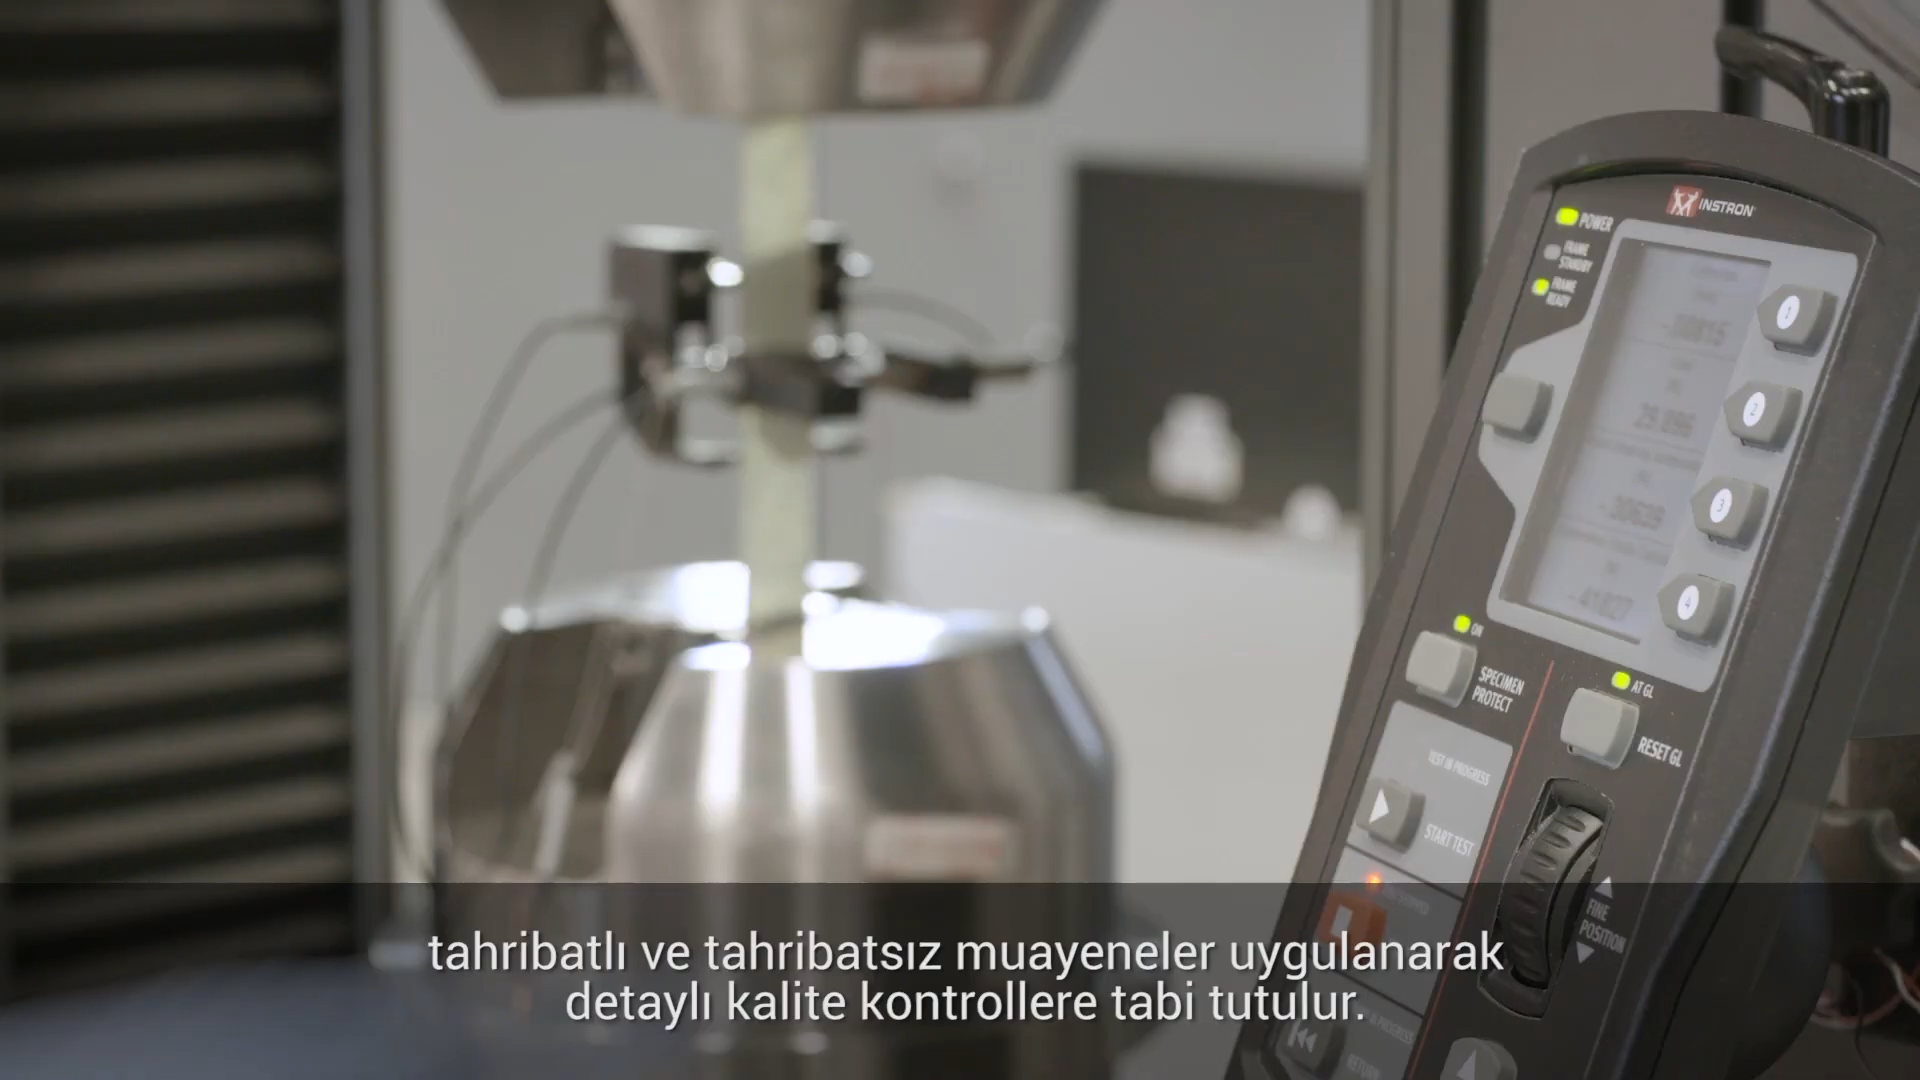 INSTRON
POWER
FRAME
STANDBY
FRAME
READY
1
2
3
4
ON
SPECIMEN
PROTECT
AT GL
RESET GL
TEST IN PROGRESS
START TEST
FINE
POSITION
RETURN
tahribatlı ve tahribatsız muayeneler uygulanarak
detaylı kalite kontrollere tabi tutulur.